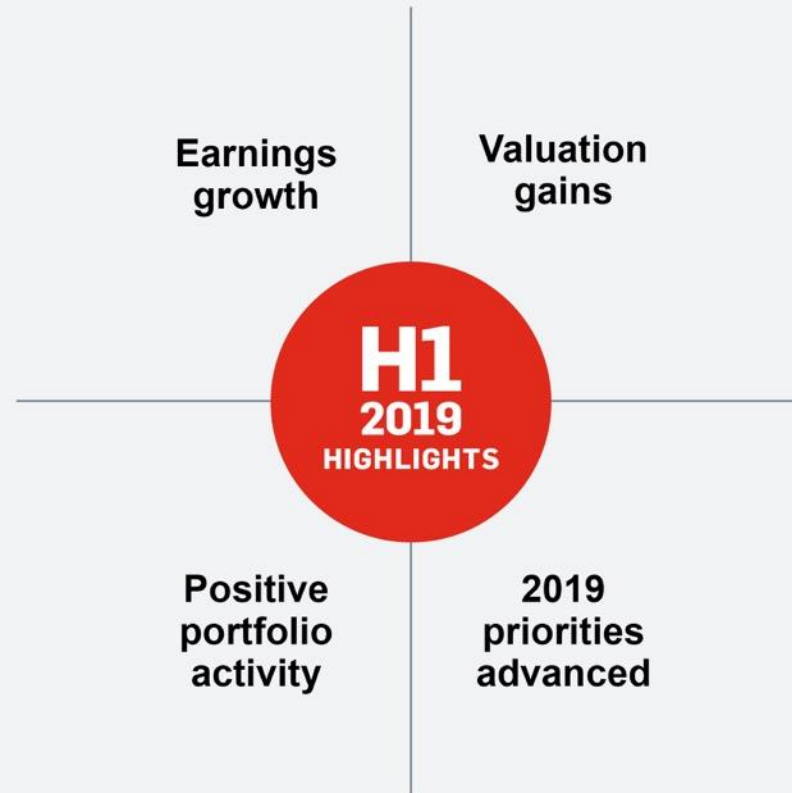 Earnings
growth
Valuation
gains
H1
2019
HIGHLIGHTS
Positive
portfolio
activity
2019
priorities
advanced